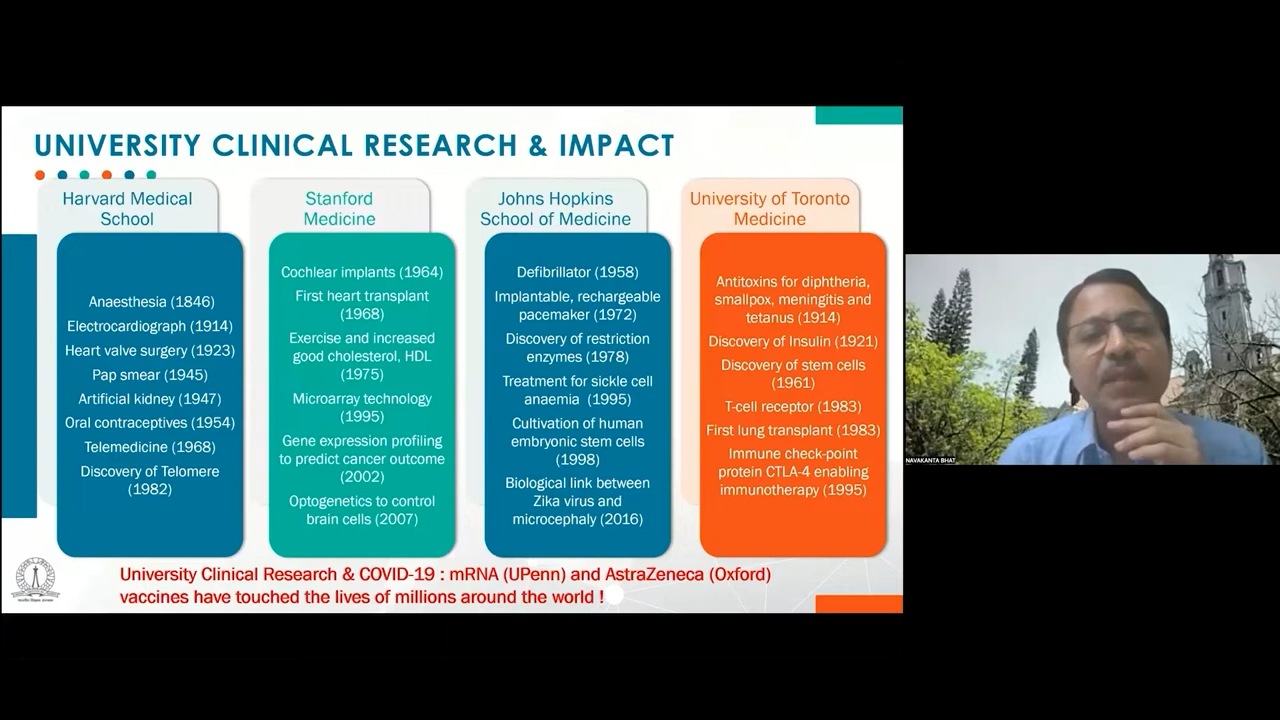 UNIVERSITY CLINICAL RESEARCH & IMPACT
Harvard Medical
School
Anaesthesia (1846)
Electrocardiograph (1914)
Heart valve surgery (1923)
Pap smear (1945)
Artificial kidney (1947)
Oral contraceptives (1954)
Telemedicine (1968)
Discovery of Telomere
(1982)
Stanford
Medicine
Cochlear implants (1964)
First heart transplant
(1968)
Exercise and increased
good cholesterol, HDL
(1975)
Microarray technology
(1995)
Gene expression profiling
to predict cancer outcome
(2002)
Optogenetics to control
brain cells (2007)
Johns Hopkins
School of Medicine
Defibrillator (1958)
Implantable, rechargeable
pacemaker (1972)
Discovery of restriction
enzymes (1978)
Treatment for sickle cell
anaemia (1995)
Cultivation of human
embryonic stem cells
(1998)
Biological link between
Zika virus and
microcephaly (2016)
University of Toronto
Medicine
Antitoxins for diphtheria,
smallpox, meningitis and
tetanus (1914)
Discovery of Insulin (1921)
Discovery of stem cells
(1961)
T-cell receptor (1983)
First lung transplant (1983)
Immune check-point
protein CTLA-4 enabling
immunotherapy (1995)
University Clinical Research & COVID-19 : mRNA (UPenn) and AstraZeneca (Oxford)
vaccines have touched the lives of millions around the world !
NAVAKANTA BHAT